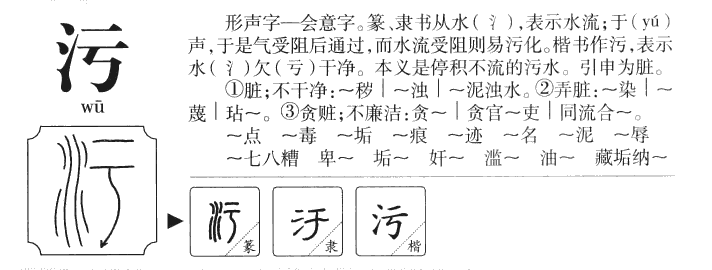 污
wū
形声字—会意字。篆、隶书从水(氵),表示水流;于(yú)
声,于是气受阻后通过,而水流受阻则易污化。楷书作污,表示
水(氵)欠(亏)干净。本义是停积不流的污水。引申为脏。
①脏;不干净:～秽｜～浊｜～泥浊水。②弄脏:～染｜～
蔑｜玷～。③贪赃;不廉洁:贪～｜贪官～吏｜同流合～。
～点 ～毒 ～垢 ～痕 ～迹 ～名 ～泥 ～辱
～七八糟 卑～ 垢～ 奸～ 滥～ 油～ 藏垢纳～
篆 隶 楷